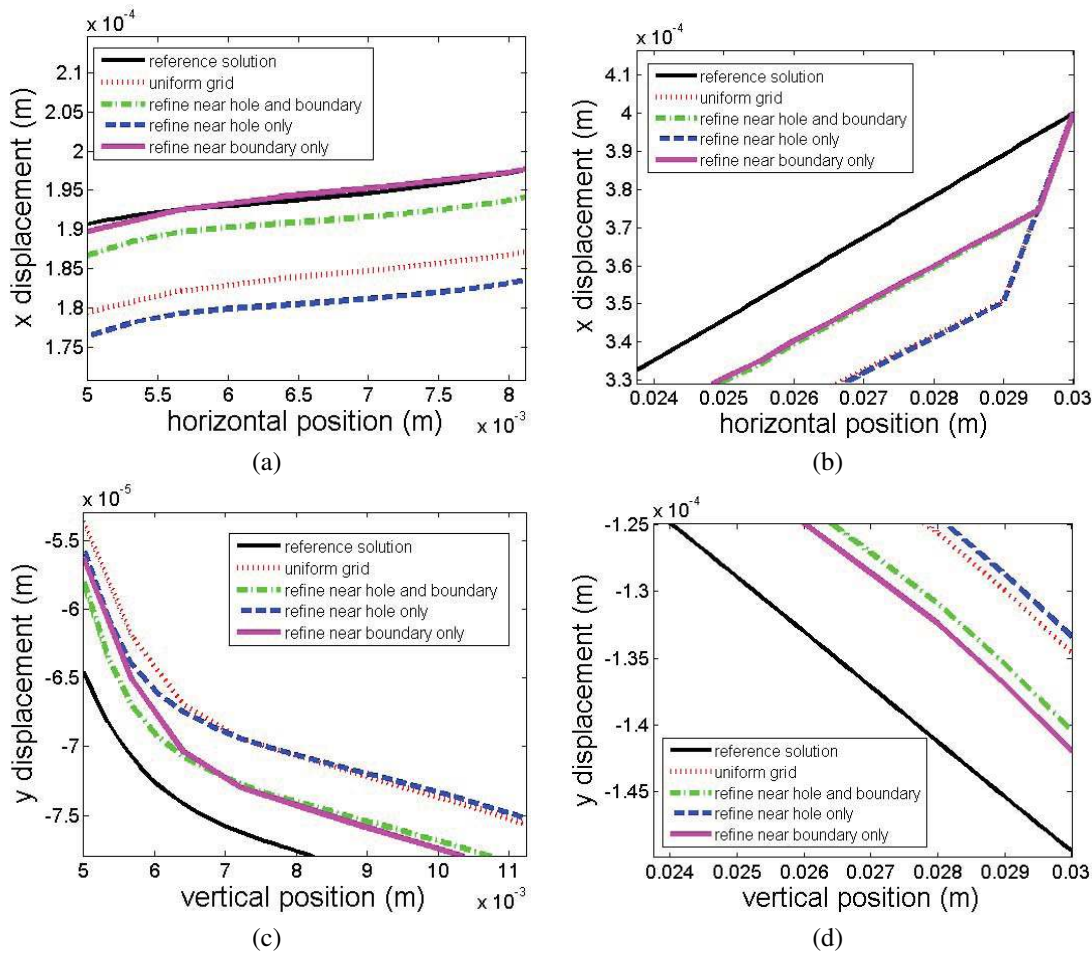 x 10⁻⁴
2.1
2.05
2
1.95
1.9
1.85
1.8
1.75
x displacement (m)
reference solution
uniform grid
refine near hole and boundary
refine near hole only
refine near boundary only
5 5.5 6 6.5 7 7.5 8
horizontal position (m) x 10⁻³
(a)
x 10⁻⁴
4.1
4
3.9
3.8
3.7
3.6
3.5
3.4
3.3
x displacement (m)
reference solution
uniform grid
refine near hole and boundary
refine near hole only
refine near boundary only
0.024 0.025 0.026 0.027 0.028 0.029 0.03
horizontal position (m)
(b)
x 10⁻⁵
-5.5
-6
-6.5
-7
-7.5
y displacement (m)
reference solution
uniform grid
refine near hole and boundary
refine near hole only
refine near boundary only
5 6 7 8 9 10 11
vertical position (m) x 10⁻³
(c)
x 10⁻⁴
-1.25
-1.3
-1.35
-1.4
-1.45
y displacement (m)
reference solution
uniform grid
refine near hole and boundary
refine near hole only
refine near boundary only
0.024 0.025 0.026 0.027 0.028 0.029 0.03
vertical position (m)
(d)